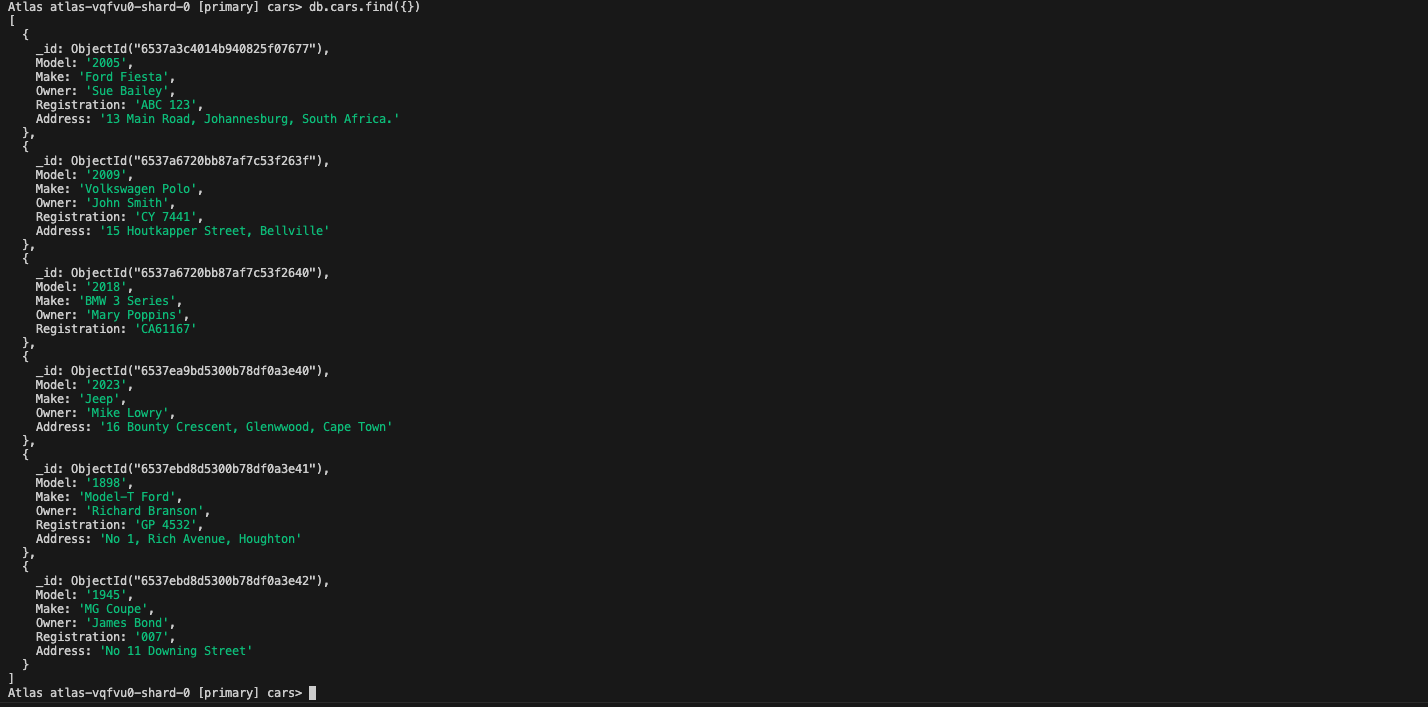 Atlas atlas-vqfvu0-shard-0 [primary] cars> db.cars.find({})
[
  {
    _id: ObjectId("6537a3c4014b940825f07677"),
    Model: '2005',
    Make: 'Ford Fiesta',
    Owner: 'Sue Bailey',
    Registration: 'ABC 123',
    Address: '13 Main Road, Johannesburg, South Africa.'
  },
  {
    _id: ObjectId("6537a6720bb87af7c53f263f"),
    Model: '2009',
    Make: 'Volkswagen Polo',
    Owner: 'John Smith',
    Registration: 'CY 7441',
    Address: '15 Houtkapper Street, Bellville'
  },
  {
    _id: ObjectId("6537a6720bb87af7c53f2640"),
    Model: '2018',
    Make: 'BMW 3 Series',
    Owner: 'Mary Poppins',
    Registration: 'CA61167'
  },
  {
    _id: ObjectId("6537ea9bd5300b78df0a3e40"),
    Model: '2023',
    Make: 'Jeep',
    Owner: 'Mike Lowry',
    Address: '16 Bounty Crescent, Glenwwood, Cape Town'
  },
  {
    _id: ObjectId("6537ebd8d5300b78df0a3e41"),
    Model: '1898',
    Make: 'Model-T Ford',
    Owner: 'Richard Branson',
    Registration: 'GP 4532',
    Address: 'No 1, Rich Avenue, Houghton'
  },
  {
    _id: ObjectId("6537ebd8d5300b78df0a3e42"),
    Model: '1945',
    Make: 'MG Coupe',
    Owner: 'James Bond',
    Registration: '007',
    Address: 'No 11 Downing Street'
  }
]
Atlas atlas-vqfvu0-shard-0 [primary] cars>